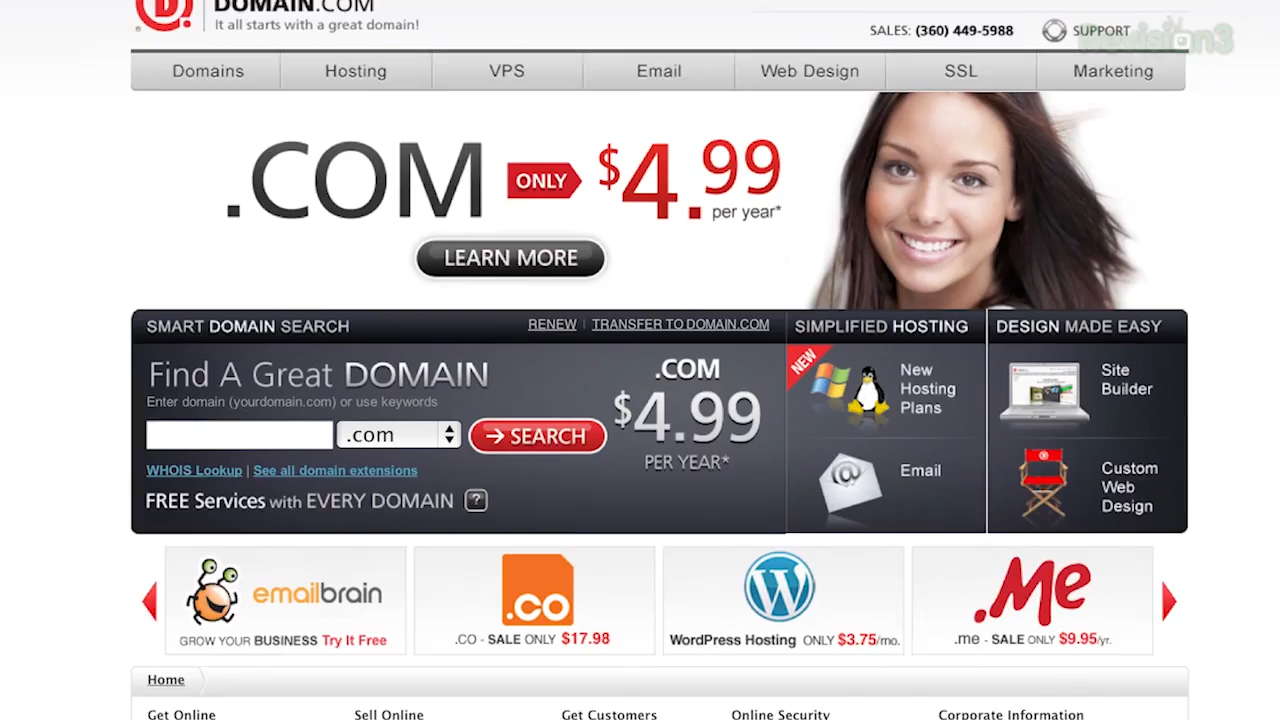 DOMAIN.COM
It all starts with a great domain!
SALES: (360) 449-5988
SUPPORT
Revision3
Domains
Hosting
VPS
Email
Web Design
SSL
Marketing
.COM ONLY $4.99
per year*
LEARN MORE
SMART DOMAIN SEARCH
RENEW | TRANSFER TO DOMAIN.COM
Find A Great DOMAIN
Enter domain (yourdomain.com) or use keywords
.com
SEARCH
WHOIS Lookup | See all domain extensions
FREE Services with EVERY DOMAIN ?
.COM
$4.99
PER YEAR*
SIMPLIFIED HOSTING
NEW
New
Hosting
Plans
@
Email
DESIGN MADE EASY
Site
Builder
Custom
Web
Design
emailbrain
GROW YOUR BUSINESS Try It Free
.co
.CO - SALE ONLY $17.98
W
WordPress Hosting ONLY $3.75/mo.
.Me
.me - SALE ONLY $9.95/yr.
Home
Get Online
Sell Online
Get Customers
Online Security
Corporate Information